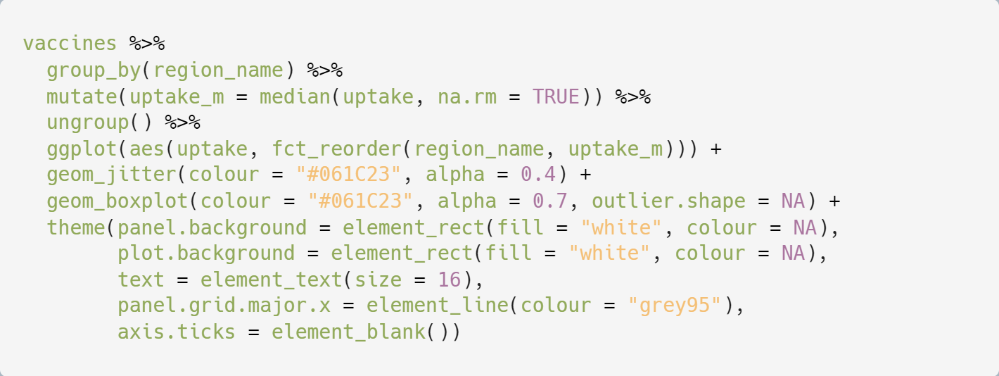 vaccines %>%
  group_by(region_name) %>%
  mutate(uptake_m = median(uptake, na.rm = TRUE)) %>%
  ungroup() %>%
  ggplot(aes(uptake, fct_reorder(region_name, uptake_m))) +
  geom_jitter(colour = "#061C23", alpha = 0.4) +
  geom_boxplot(colour = "#061C23", alpha = 0.7, outlier.shape = NA) +
  theme(panel.background = element_rect(fill = "white", colour = NA),
        plot.background = element_rect(fill = "white", colour = NA),
        text = element_text(size = 16),
        panel.grid.major.x = element_line(colour = "grey95"),
        axis.ticks = element_blank())